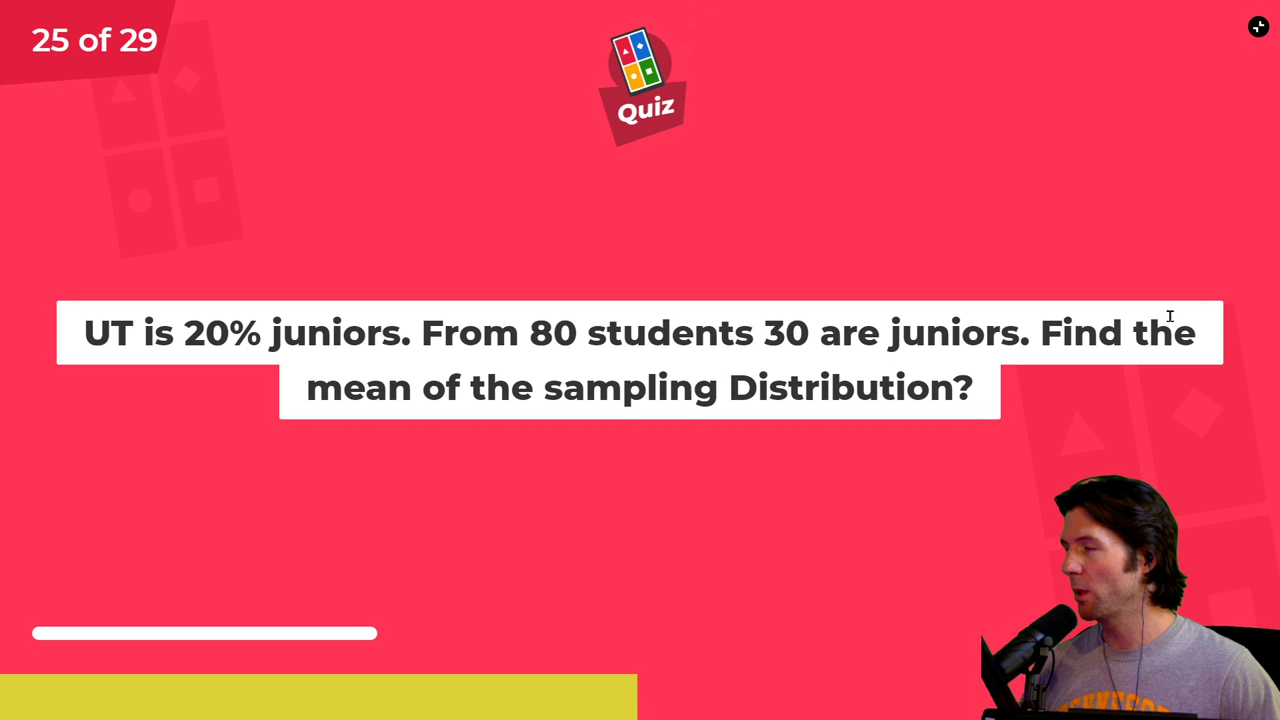 25 of 29
Quiz
UT is 20% juniors. From 80 students 30 are juniors. Find the
mean of the sampling Distribution?